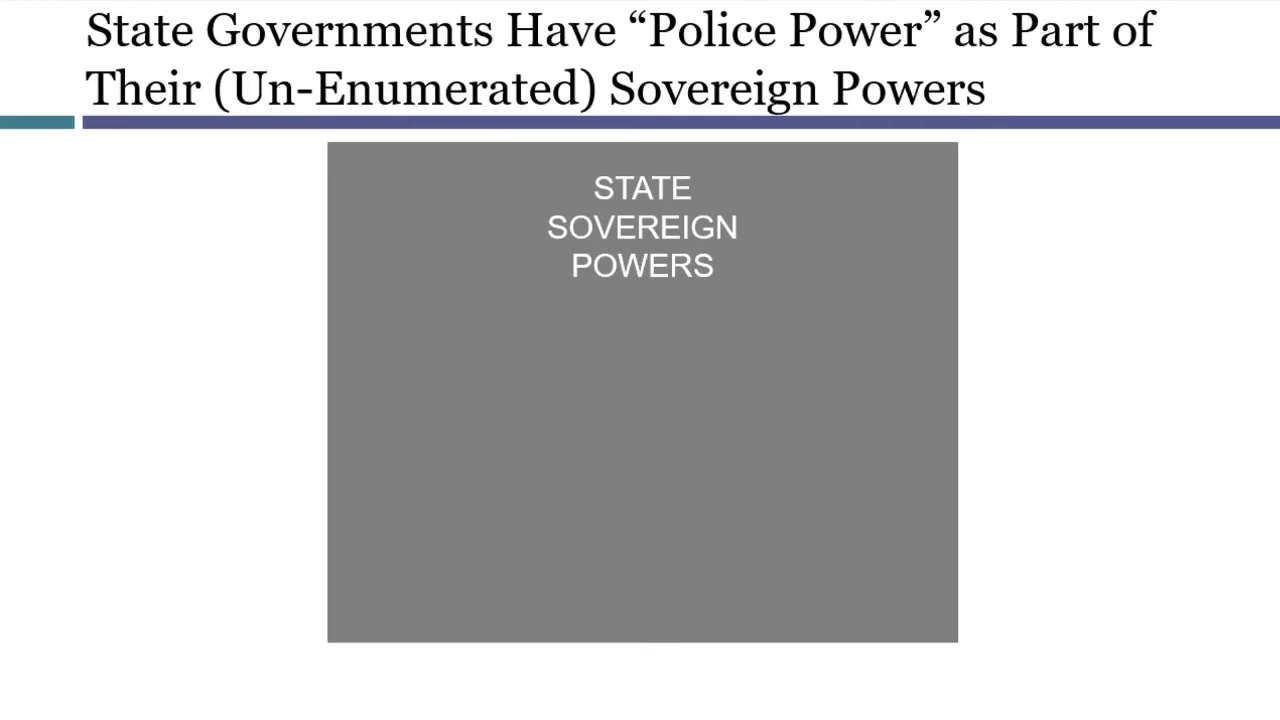 State Governments Have “Police Power” as Part of
Their (Un-Enumerated) Sovereign Powers
STATE
SOVEREIGN
POWERS